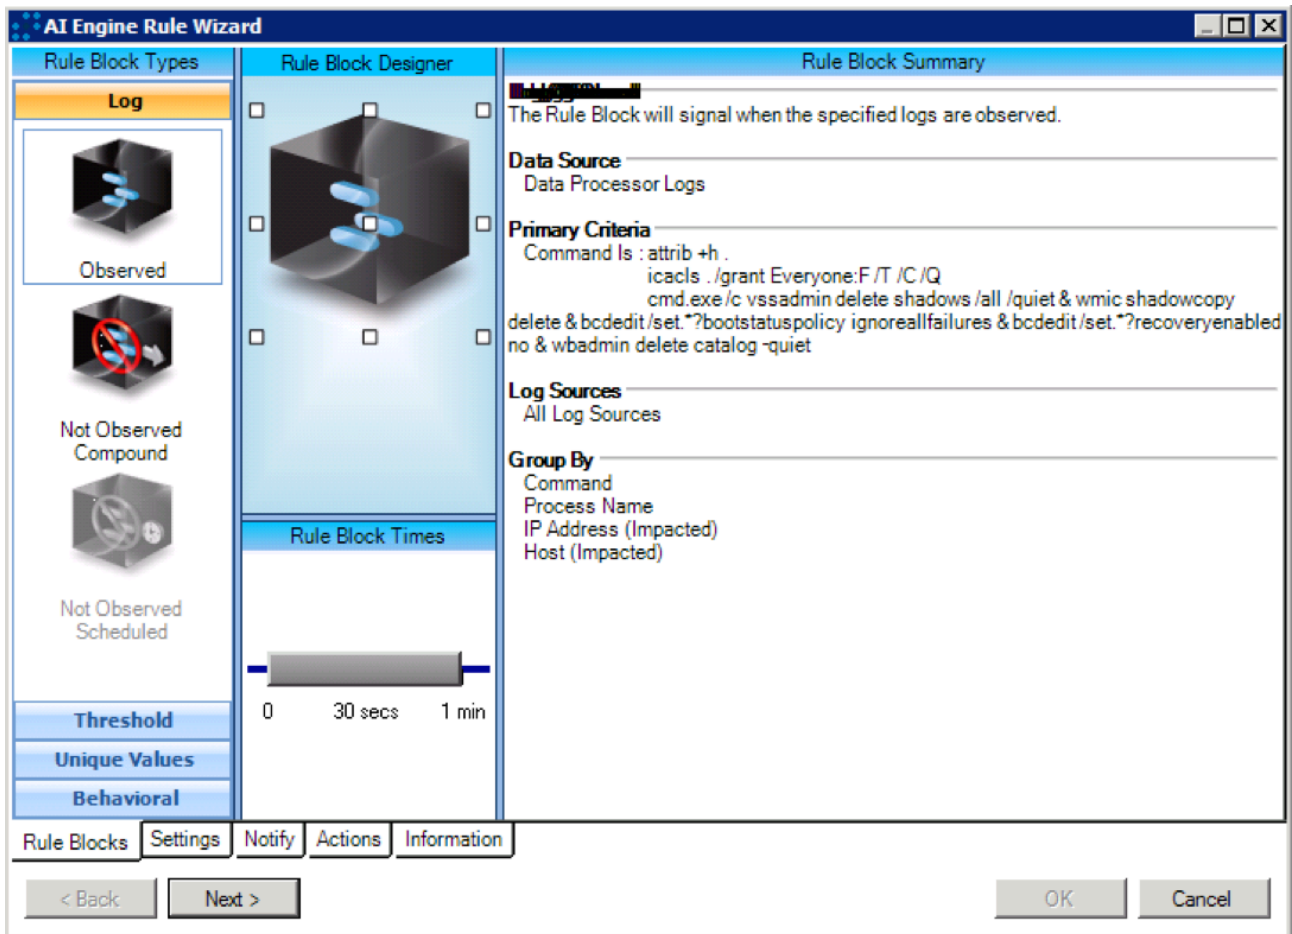 AI Engine Rule Wizard
Rule Block Types
Log
Observed
Not Observed
Compound
Not Observed
Scheduled
Threshold
Unique Values
Behavioral
Rule Block Designer
Rule Block Times
0 30 secs 1 min
Rule Block Summary
The Rule Block will signal when the specified logs are observed.
Data Source
Data Processor Logs
Primary Criteria
Command Is : attrib +h .
icacls . /grant Everyone:F /T /C /Q
cmd.exe /c vssadmin delete shadows /all /quiet & wmic shadowcopy
delete & bcdedit /set.*?bootstatuspolicy ignoreallfailures & bcdedit /set.*?recoveryenabled
no & wbadmin delete catalog -quiet
Log Sources
All Log Sources
Group By
Command
Process Name
IP Address (Impacted)
Host (Impacted)
Rule Blocks Settings Notify Actions Information
< Back Next > OK Cancel